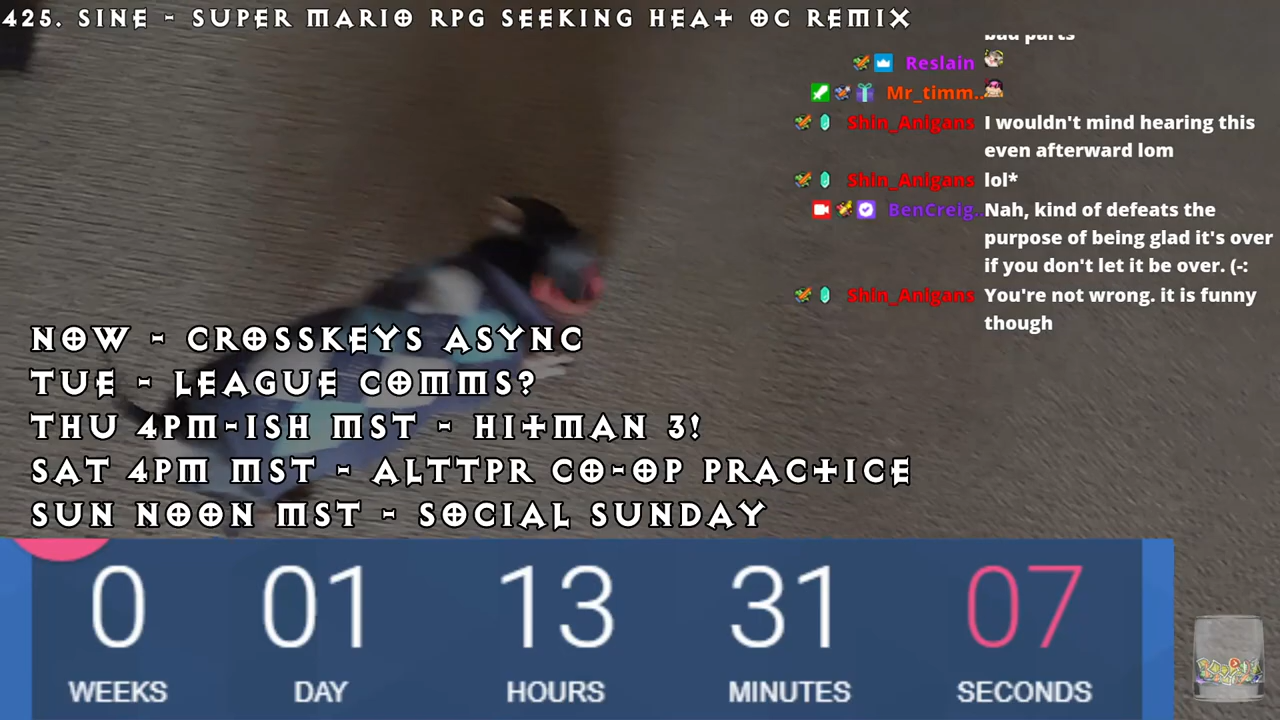 425. SINE - SUPER MARIO RPG SEEKING HEAT OC REMIX
bad parts
Reslain
Mr_timm..
Shin_Anigans I wouldn't mind hearing this
even afterward lom
Shin_Anigans lol*
BenCreig.. Nah, kind of defeats the
purpose of being glad it's over
if you don't let it be over. (-:
Shin_Anigans You're not wrong. it is funny
though
NOW - CROSSKEYS ASYNC
TUE - LEAGUE COMMS?
THU 4PM-ISH MST - HITMAN 3!
SAT 4PM MST - ALTTPR CO-OP PRACTICE
SUN NOON MST - SOCIAL SUNDAY
0 01 13 31 07
WEEKS DAY HOURS MINUTES SECONDS